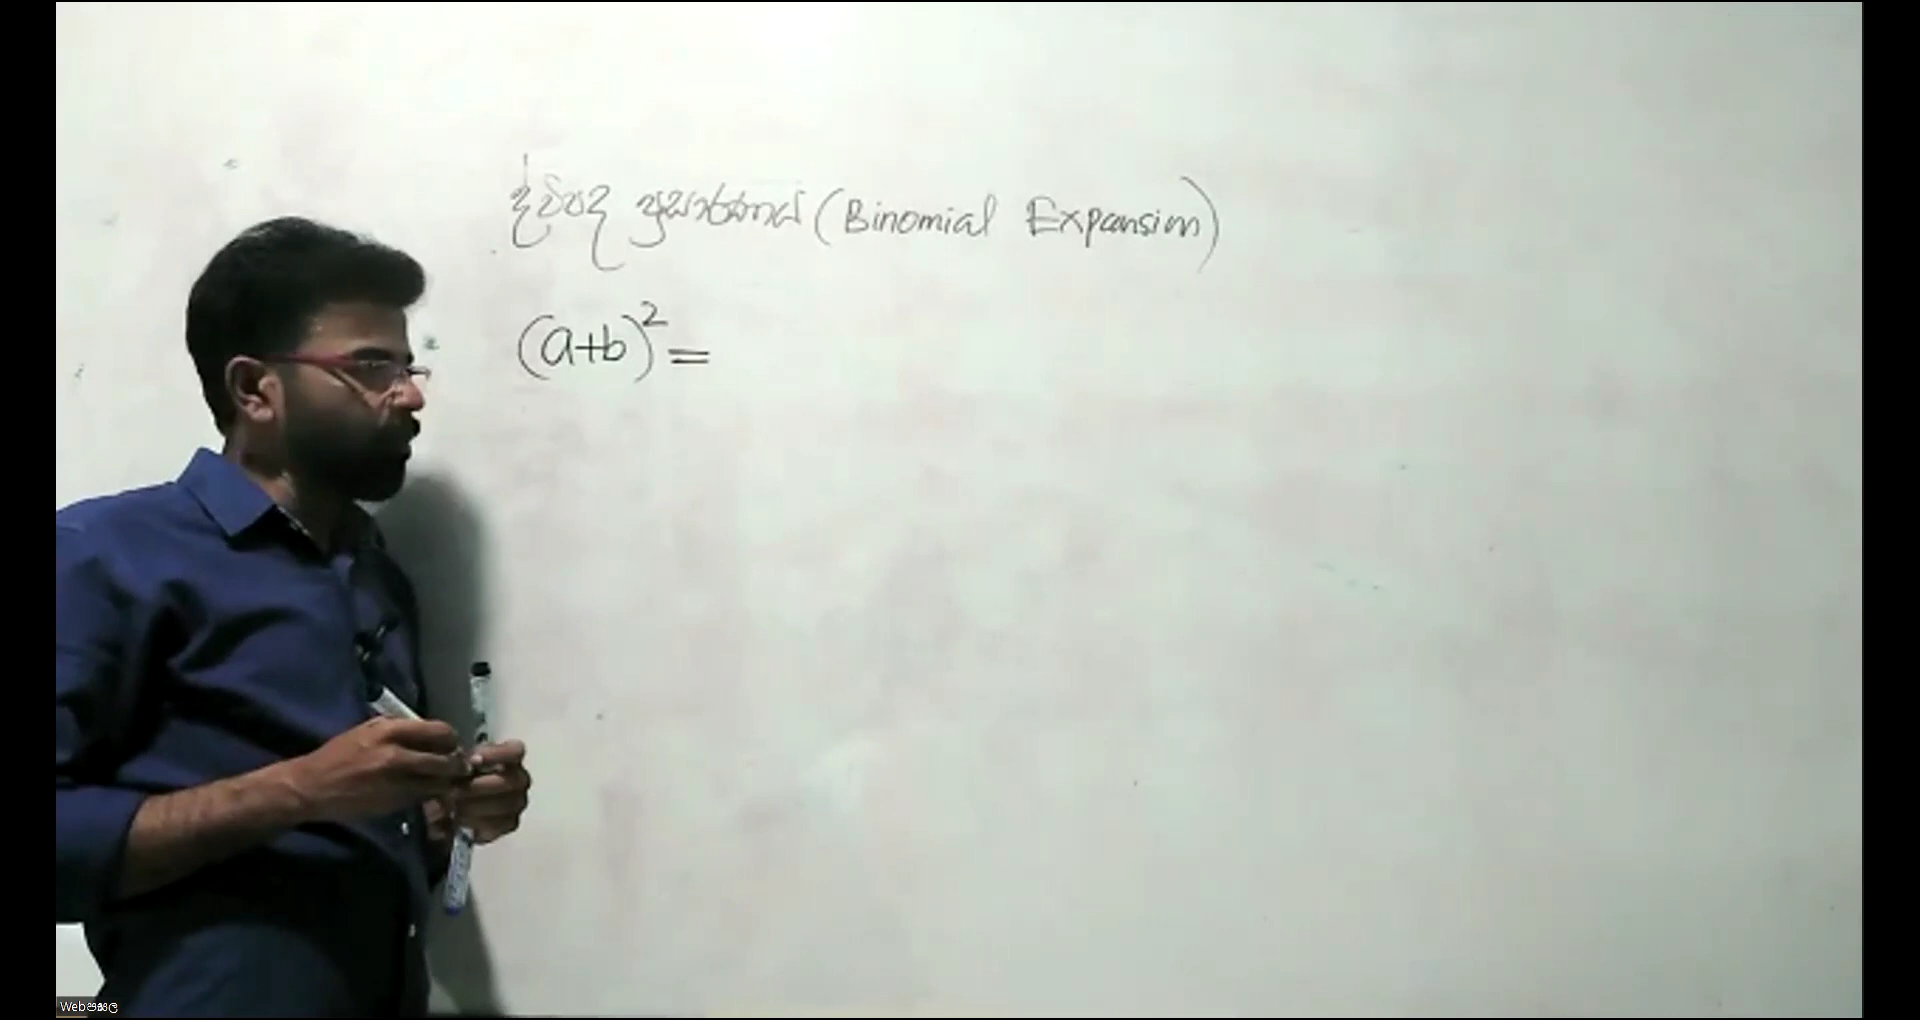 ද්විපද ප්‍රසාරණය (Binomial Expansion)
(a+b)² =